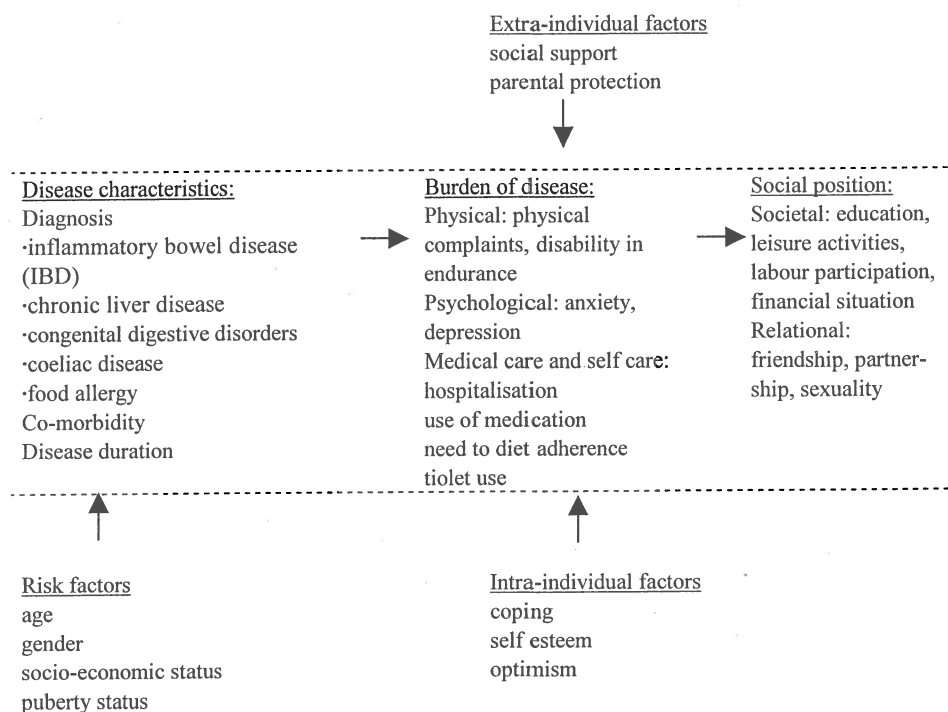 Extra-individual factors
social support
parental protection
Disease characteristics:
Diagnosis
·inflammatory bowel disease
(IBD)
·chronic liver disease
·congenital digestive disorders
·coeliac disease
·food allergy
Co-morbidity
Disease duration
Burden of disease:
Physical: physical
complaints, disability in
endurance
Psychological: anxiety,
depression
Medical care and self care:
hospitalisation
use of medication
need to diet adherence
tiolet use
Social position:
Societal: education,
leisure activities,
labour participation,
financial situation
Relational:
friendship, partner-
ship, sexuality
Risk factors
age
gender
socio-economic status
puberty status
Intra-individual factors
coping
self esteem
optimism